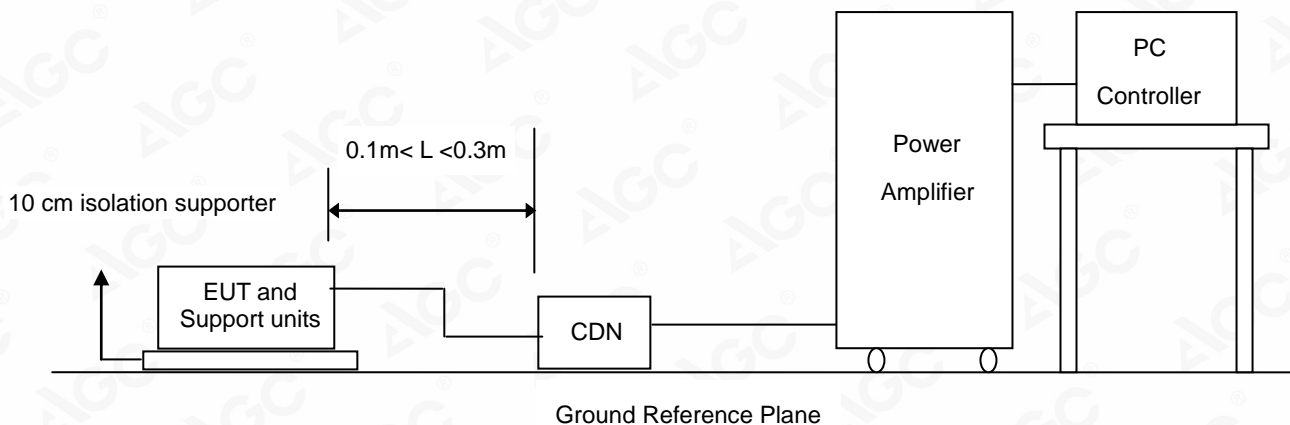 PC
Controller
0.1m< L <0.3m
Power
Amplifier
10 cm isolation supporter
EUT and
Support units
CDN
Ground Reference Plane
AGC ®